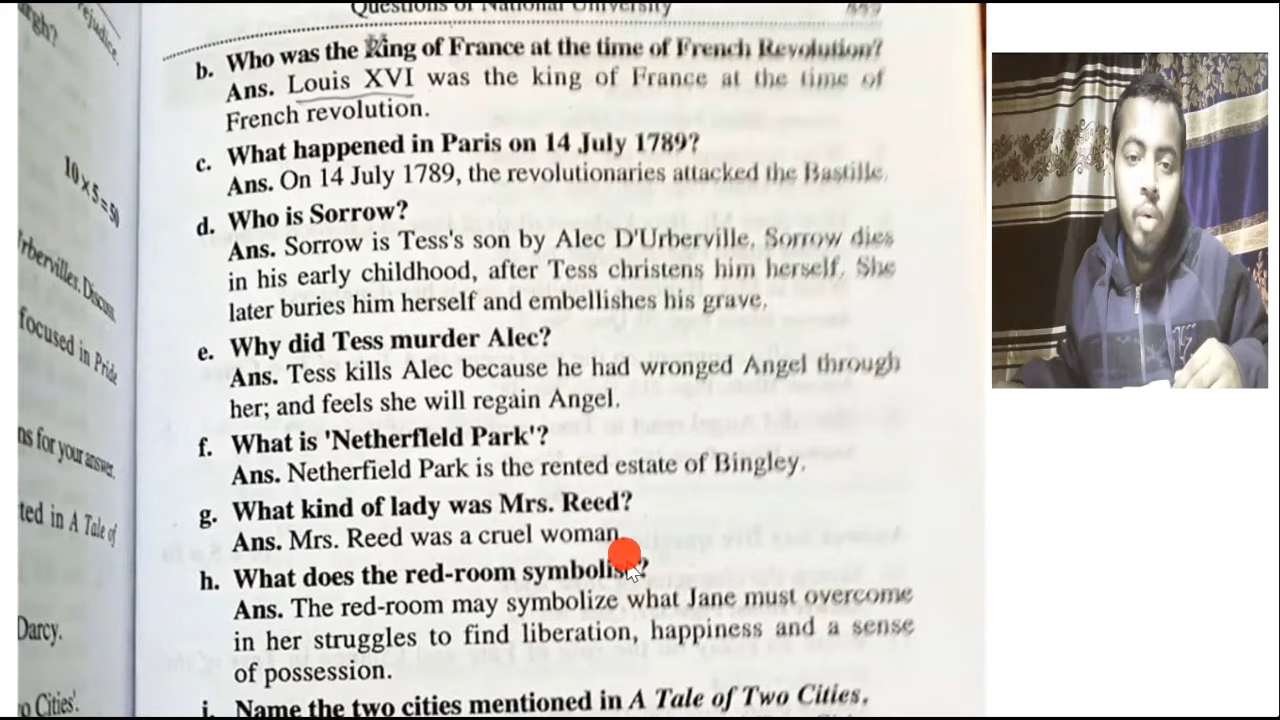 rejudice.
argh?
10 × 5 = 50
Urbervilles. Discuss.
focused in Pride
ns for your answer.
ted in A Tale of
Darcy.
o Cities'.
Questions of National University
b. Who was the King of France at the time of French Revolution?
Ans. Louis XVI was the king of France at the time of
French revolution.
c. What happened in Paris on 14 July 1789?
Ans. On 14 July 1789, the revolutionaries attacked the Bastille.
d. Who is Sorrow?
Ans. Sorrow is Tess's son by Alec D'Urberville. Sorrow dies
in his early childhood, after Tess christens him herself. She
later buries him herself and embellishes his grave.
e. Why did Tess murder Alec?
Ans. Tess kills Alec because he had wronged Angel through
her; and feels she will regain Angel.
f. What is 'Netherfield Park'?
Ans. Netherfield Park is the rented estate of Bingley.
g. What kind of lady was Mrs. Reed?
Ans. Mrs. Reed was a cruel woman.
h. What does the red-room symbolise?
Ans. The red-room may symbolize what Jane must overcome
in her struggles to find liberation, happiness and a sense
of possession.
i. Name the two cities mentioned in A Tale of Two Cities.